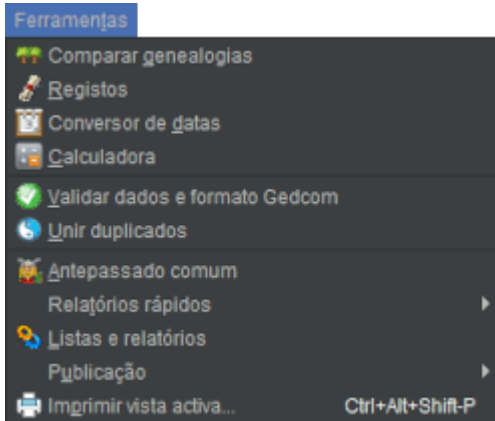 Ferramentas
Comparar genealogias
Registos
Conversor de datas
Calculadora
Validar dados e formato Gedcom
Unir duplicados
Antepassado comum
Relatórios rápidos
Listas e relatórios
Publicação
Imprimir vista activa... Ctrl+Alt+Shift-P